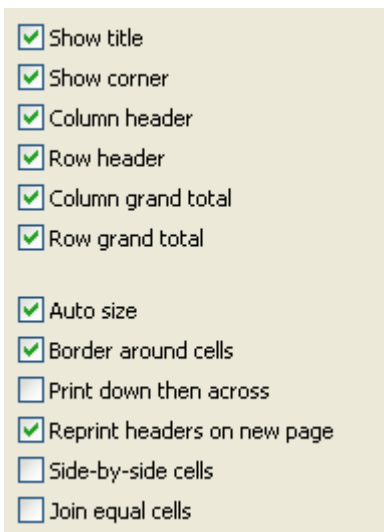 Show title
Show corner
Column header
Row header
Column grand total
Row grand total
Auto size
Border around cells
Print down then across
Reprint headers on new page
Side-by-side cells
Join equal cells